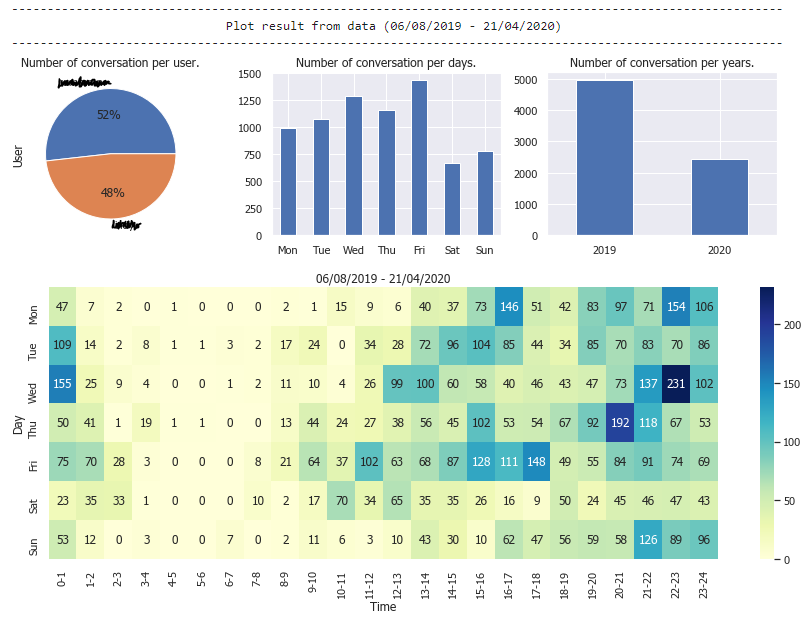 Plot result from data (06/08/2019 - 21/04/2020)
Number of conversation per user.
52%
48%
User
Number of conversation per days.
1500
1250
1000
750
500
250
0
Mon Tue Wed Thu Fri Sat Sun
Number of conversation per years.
5000
4000
3000
2000
1000
0
2019 2020
06/08/2019 - 21/04/2020
Mon 47 7 2 0 1 0 0 0 2 1 15 9 6 40 37 73 146 51 42 83 97 71 154 106
Tue 109 14 2 8 1 1 3 2 17 24 0 34 28 72 96 104 85 44 34 85 70 83 70 86
Wed 155 25 9 4 0 0 1 2 11 10 4 26 99 100 60 58 40 46 43 47 73 137 231 102
Thu 50 41 1 19 1 1 0 0 13 44 24 27 38 56 45 102 53 54 67 92 192 118 67 53
Fri 75 70 28 3 0 0 0 8 21 64 37 102 63 68 87 128 111 148 49 55 84 91 74 69
Sat 23 35 33 1 0 0 0 10 2 17 70 34 65 35 35 26 16 9 50 24 45 46 47 43
Sun 53 12 0 3 0 0 7 0 2 11 6 3 10 43 30 10 62 47 56 59 58 126 89 96
Day
0-1 1-2 2-3 3-4 4-5 5-6 6-7 7-8 8-9 9-10 10-11 11-12 12-13 13-14 14-15 15-16 16-17 17-18 18-19 19-20 20-21 21-22 22-23 23-24
Time
200
150
100
50
0